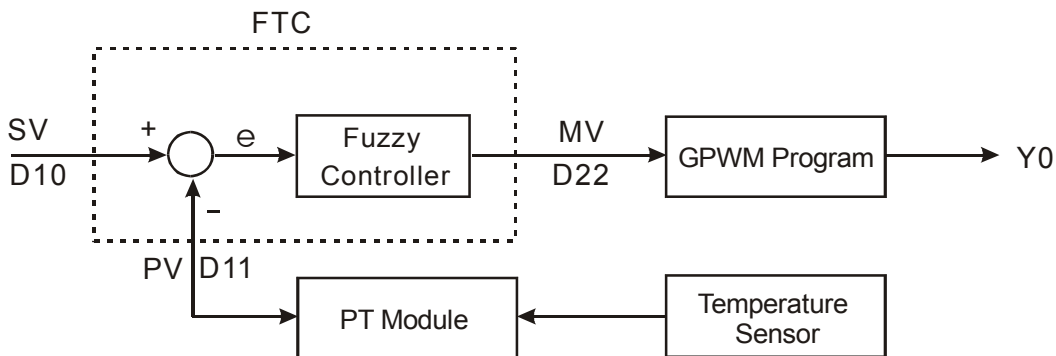 FTC
SV
D10
+
e
Fuzzy
Controller
MV
D22
GPWM Program
Y0
−
PV
D11
PT Module
Temperature
Sensor